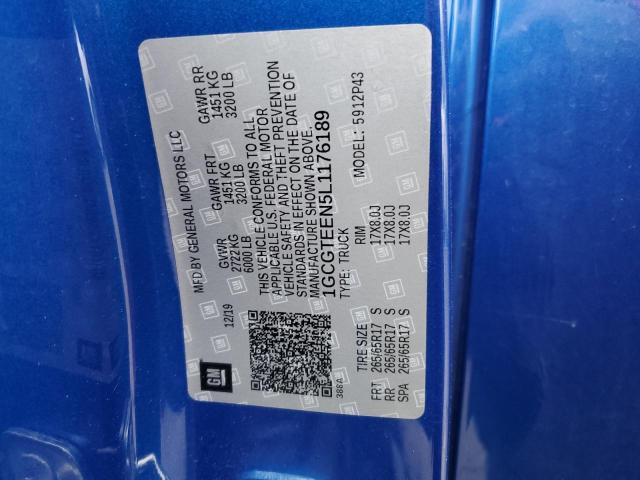 GM
12/19
MFD BY GENERAL MOTORS LLC
GVWR GAWR FRT GAWR RR
2722 KG 1451 KG 1451 KG
6000 LB 3200 LB 3200 LB
THIS VEHICLE CONFORMS TO ALL
APPLICABLE U.S. FEDERAL MOTOR
VEHICLE SAFETY AND THEFT PREVENTION
STANDARDS IN EFFECT ON THE DATE OF
MANUFACTURE SHOWN ABOVE.
1GCGTEEN5L1176189
TYPE: TRUCK MODEL: 5912P43
388A
TIRE SIZE RIM
FRT 265/65R17 S 17X8.0J
RR 265/65R17 S 17X8.0J
SPA 265/65R17 S 17X8.0J